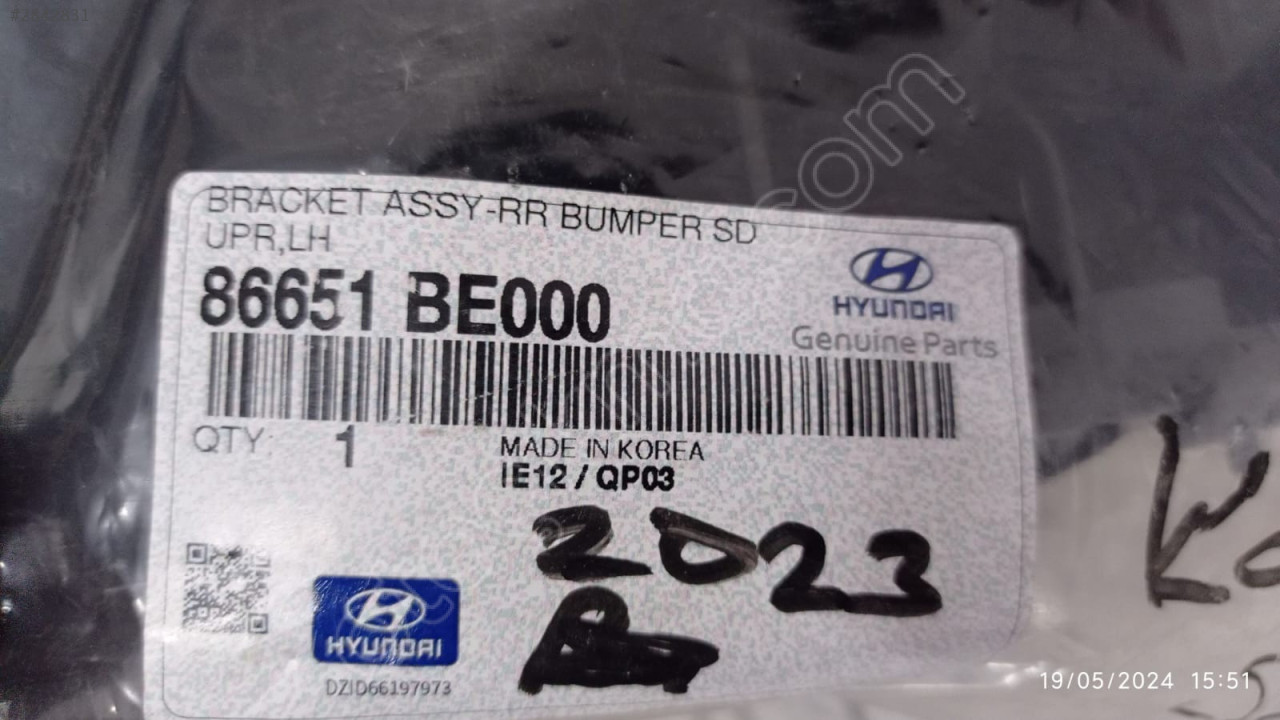 BRACKET ASSY-RR BUMPER SD
UPR,LH
86651 BE000
HYUNDAI
Genuine Parts
QTY: 1
MADE IN KOREA
IE12 / QP03
2023
HYUNDAI
DZID66197973
19/05/2024 15:51
com